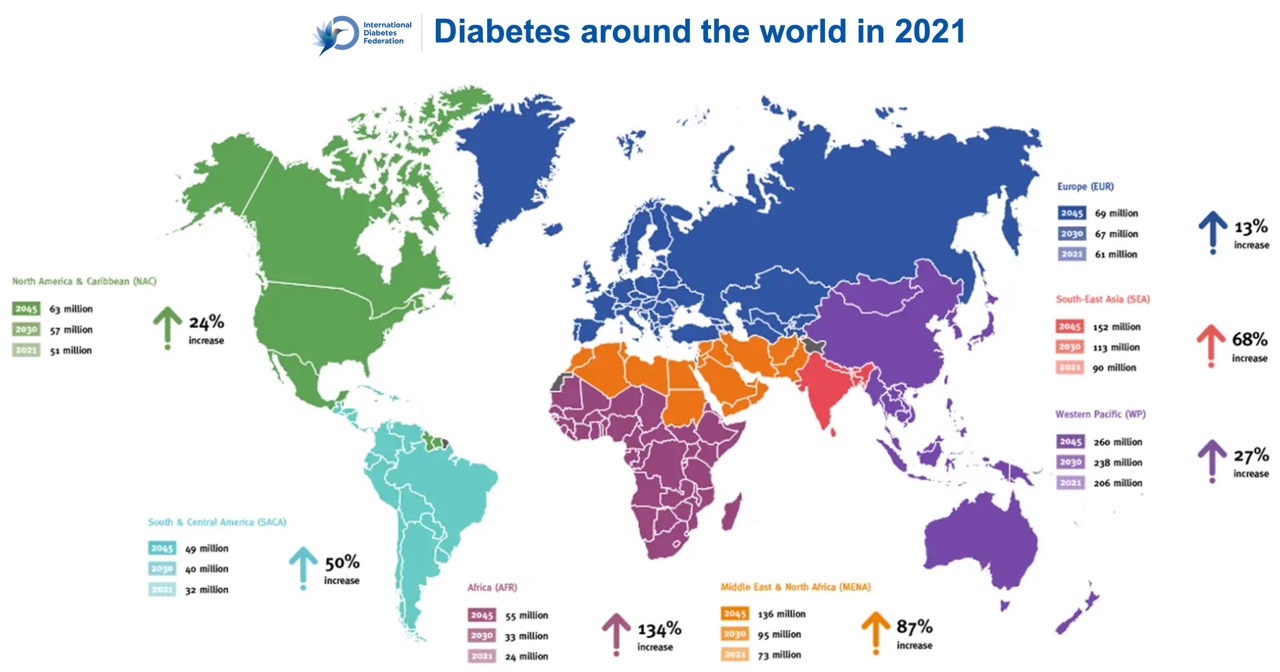 International
Diabetes
Federation
Diabetes around the world in 2021
Europe (EUR)
2045 69 million
2030 67 million
2021 61 million
13%
increase
North America & Caribbean (NAC)
2045 63 million
2030 57 million
2021 51 million
24%
increase
South-East Asia (SEA)
2045 152 million
2030 113 million
2021 90 million
68%
increase
Western Pacific (WP)
2045 260 million
2030 238 million
2021 206 million
27%
increase
South & Central America (SACA)
2045 49 million
2030 40 million
2021 32 million
50%
increase
Africa (AFR)
2045 55 million
2030 33 million
2021 24 million
134%
increase
Middle East & North Africa (MENA)
2045 136 million
2030 95 million
2021 73 million
87%
increase